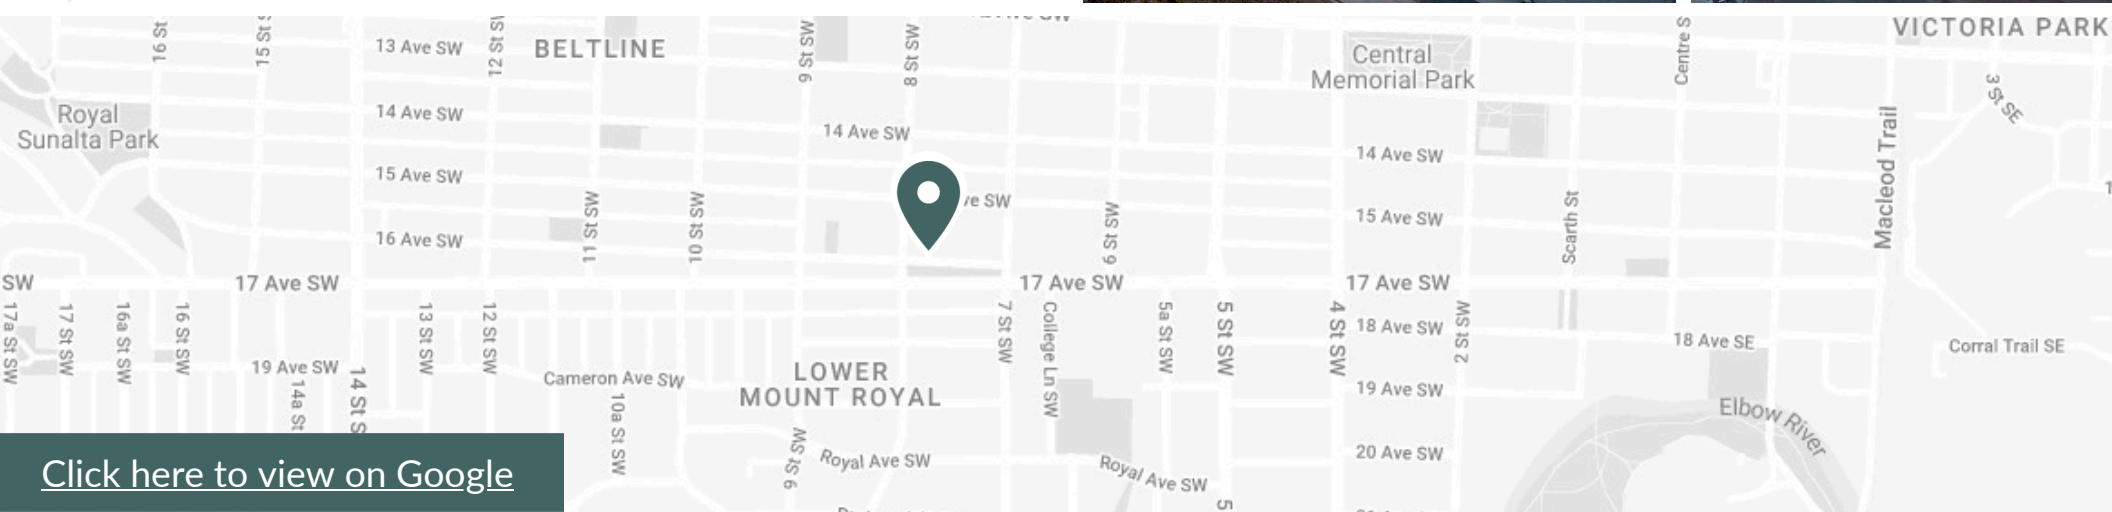 VICTORIA PARK
16 St
15 St
13 Ave SW
12 St SW
BELTLINE
9 St SW
8 St SW
Central
Memorial Park
Centre S
3 St SE
Royal
Sunalta Park
14 Ave SW
14 Ave SW
14 Ave SW
Macleod Trail
15 Ave SW
ve SW
15 Ave SW
11 St SW
10 St SW
6 St SW
Scarth St
16 Ave SW
SW
17 Ave SW
17 Ave SW
17 Ave SW
17a St SW
17 St SW
16a St SW
16 St SW
13 St SW
12 St SW
7 St SW
College Ln SW
5a St SW
5 St SW
4 St SW
18 Ave SW
2 St SW
18 Ave SE
Corral Trail SE
19 Ave SW
14a St
14 St S
Cameron Ave SW
LOWER
MOUNT ROYAL
19 Ave SW
Elbow River
10a St SW
9 St SW
Royal Ave SW
Royal Ave SW
20 Ave SW
5
Click here to view on Google